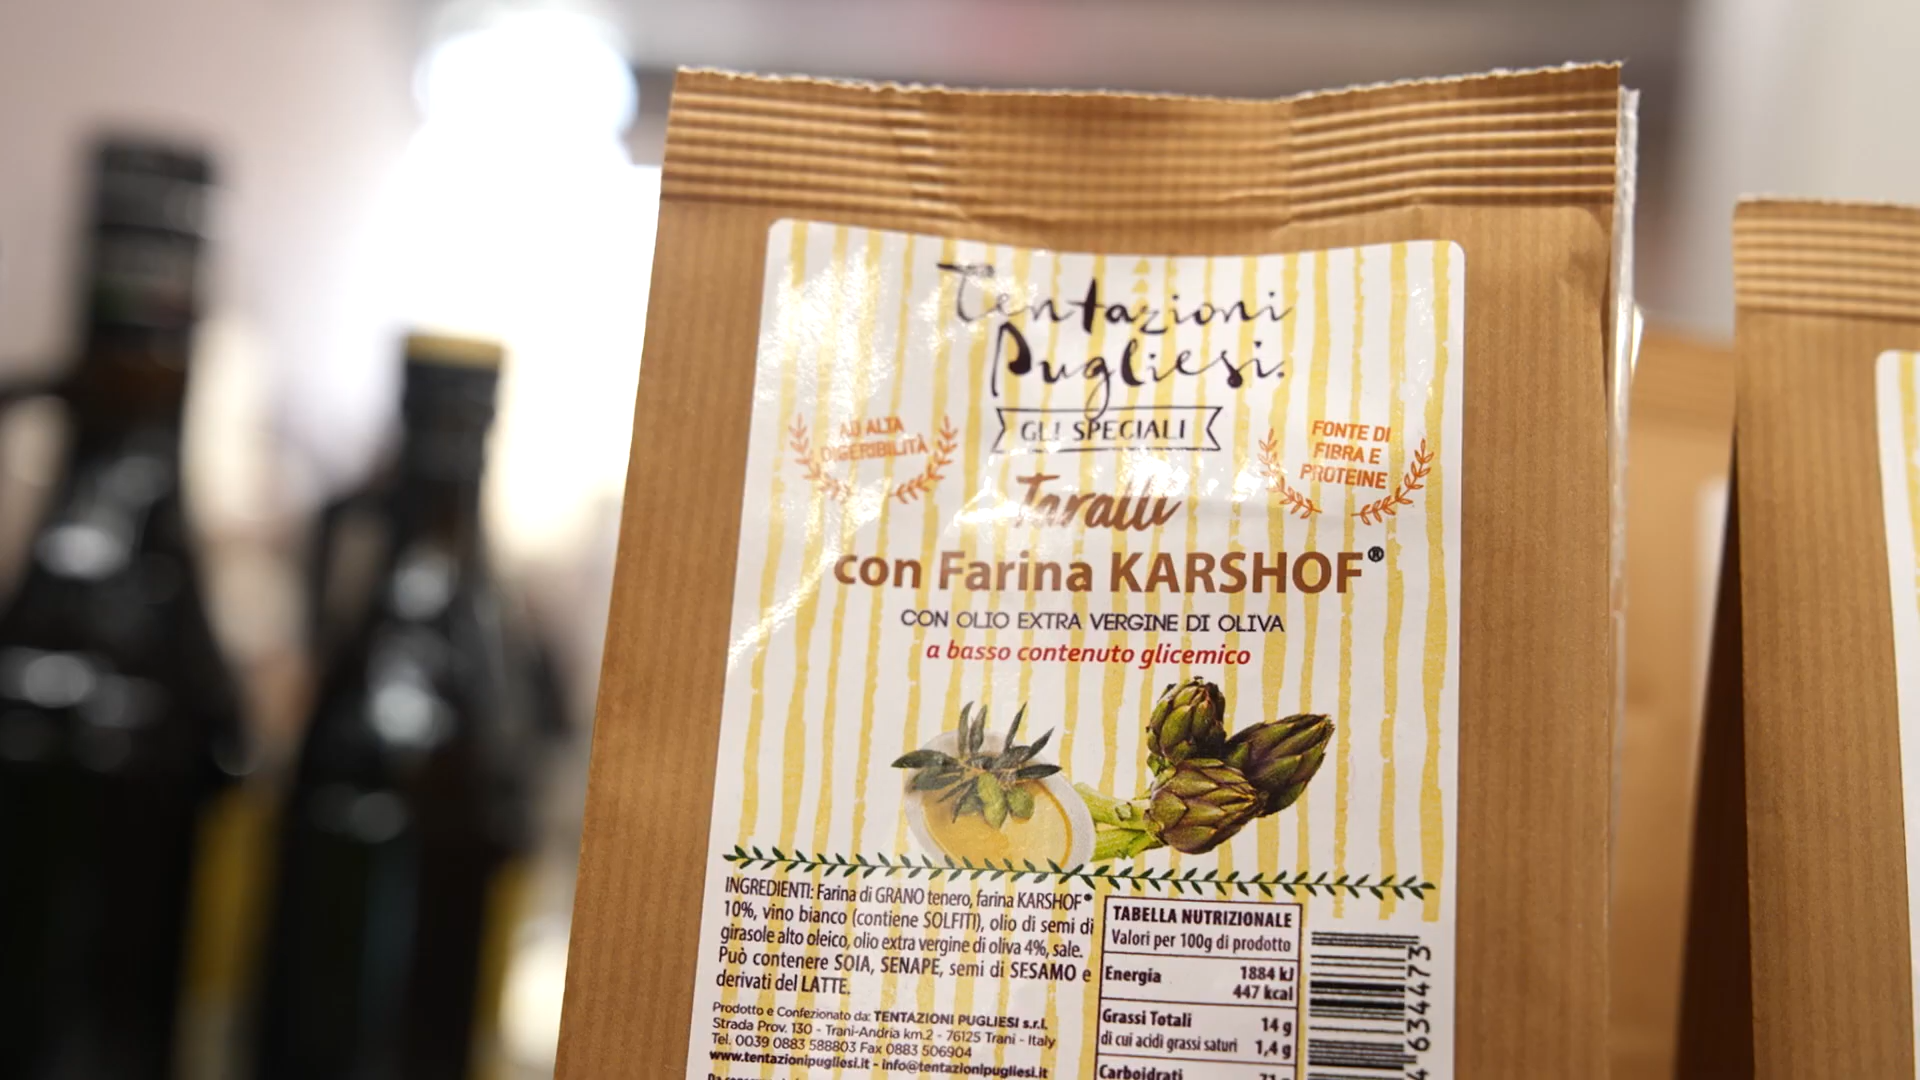 Tentazioni
Pugliesi.
GLI SPECIALI
AD ALTA
DIGERIBILITÀ
FONTE DI
FIBRA E
PROTEINE
Taralli
con Farina KARSHOF®
CON OLIO EXTRA VERGINE DI OLIVA
a basso contenuto glicemico
INGREDIENTI: Farina di GRANO tenero, farina KARSHOF®
10%, vino bianco (contiene SOLFITI), olio di semi di
girasole alto oleico, olio extra vergine di oliva 4%, sale.
Può contenere SOIA, SENAPE, semi di SESAMO e
derivati del LATTE.
Prodotto e Confezionato da: TENTAZIONI PUGLIESI s.r.l.
Strada Prov. 130 - Trani-Andria km.2 - 76125 Trani - Italy
Tel. 0039 0883 588803 Fax 0883 506904
www.tentazionipugliesi.it - info@tentazionipugliesi.it
TABELLA NUTRIZIONALE
Valori per 100g di prodotto
Energia 1884 kJ
447 kcal
Grassi Totali 14 g
di cui acidi grassi saturi 1,4 g
Carboidrati
4634473